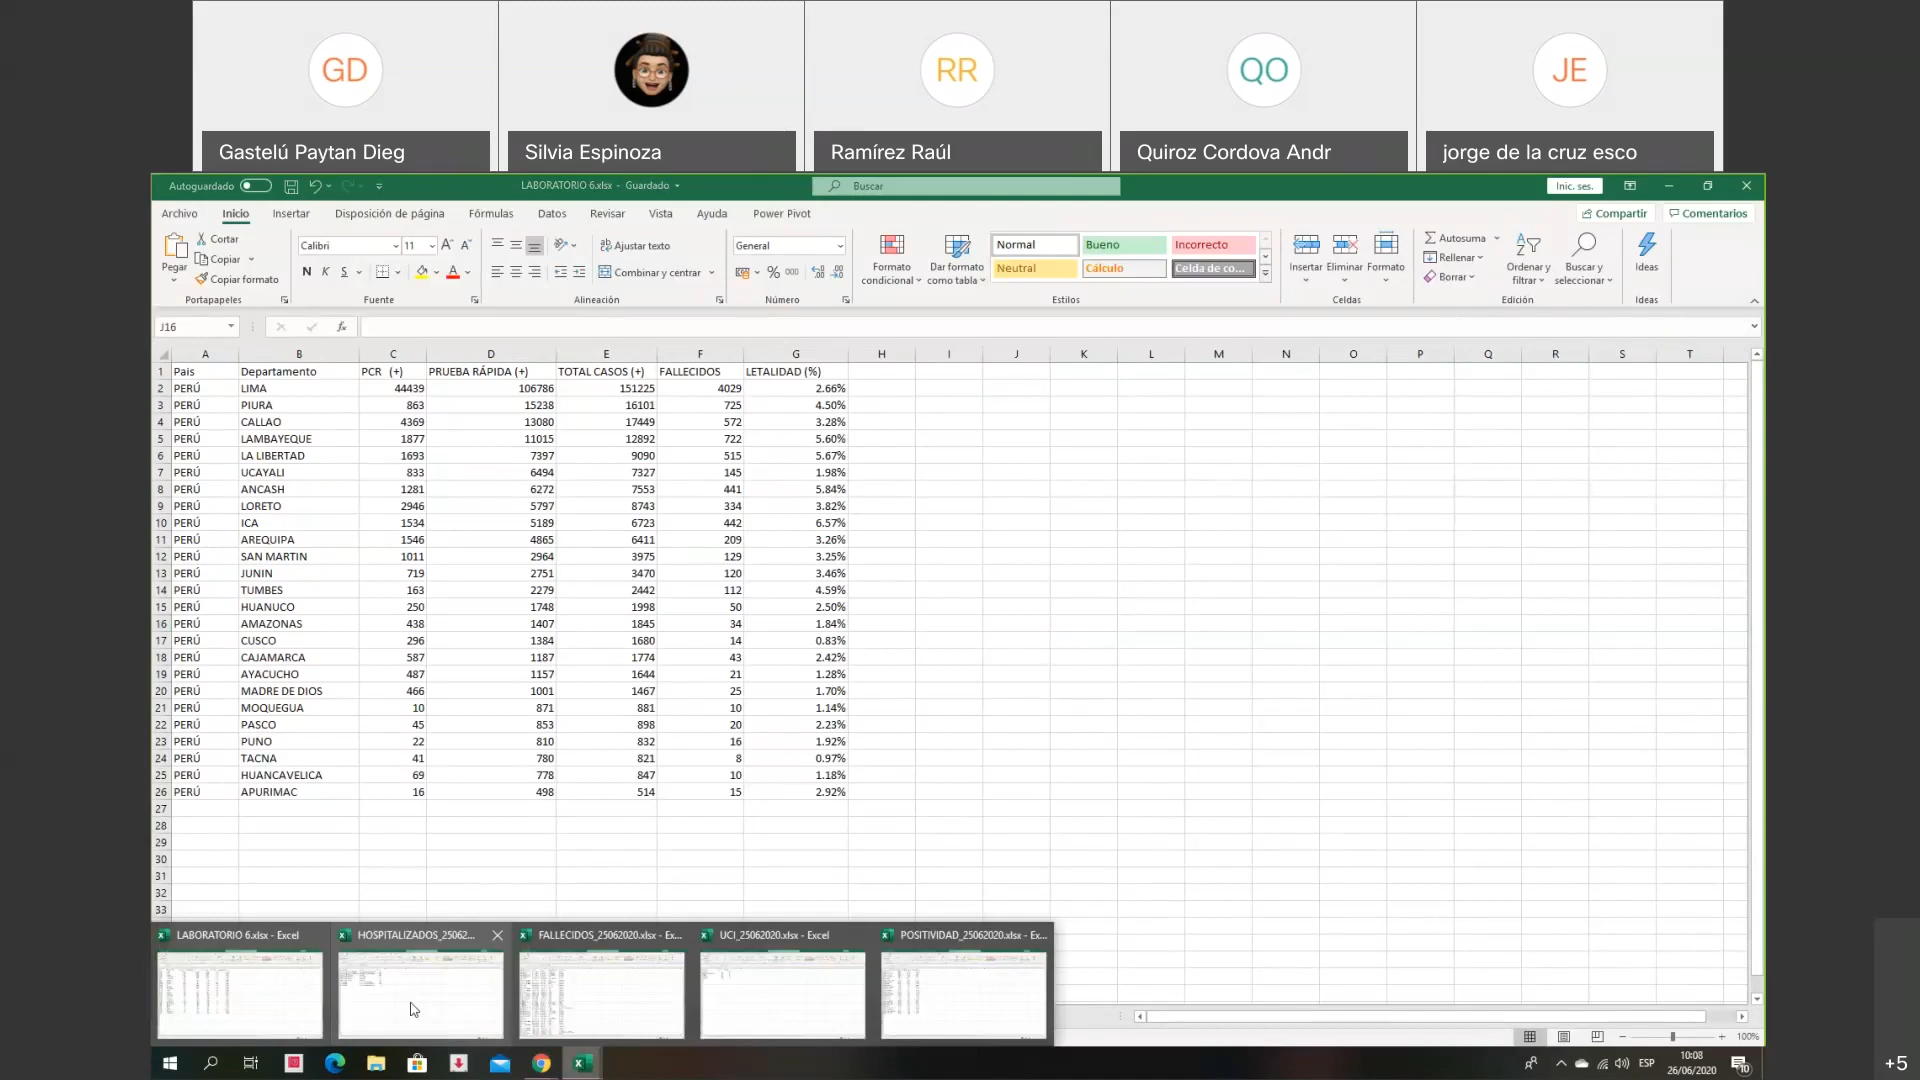 GD
RR
QO
JE
Gastelú Paytan Dieg
Silvia Espinoza
Ramírez Raúl
Quiroz Cordova Andr
jorge de la cruz esco
Autoguardado
LABORATORIO 6.xlsx - Guardado
Buscar
Inic. ses.
Archivo Inicio Insertar Disposición de página Fórmulas Datos Revisar Vista Ayuda Power Pivot
Compartir Comentarios
Pegar
Cortar
Copiar
Copiar formato
Portapapeles
Calibri 11
N K S
Fuente
Ajustar texto
Combinar y centrar
Alineación
General
% 000
Número
Formato condicional
Dar formato como tabla
Normal Bueno Incorrecto
Neutral Cálculo Celda de co...
Estilos
Insertar Eliminar Formato
Celdas
Autosuma
Rellenar
Borrar
Ordenar y filtrar
Buscar y seleccionar
Edición
Ideas
Ideas
J16
fx
A B C D E F G H I J K L M N O P Q R S T
1 Pais Departamento PCR (+) PRUEBA RÁPIDA (+) TOTAL CASOS (+) FALLECIDOS LETALIDAD (%)
2 PERÚ LIMA 44439 106786 151225 4029 2.66%
3 PERÚ PIURA 863 15238 16101 725 4.50%
4 PERÚ CALLAO 4369 13080 17449 572 3.28%
5 PERÚ LAMBAYEQUE 1877 11015 12892 722 5.60%
6 PERÚ LA LIBERTAD 1693 7397 9090 515 5.67%
7 PERÚ UCAYALI 833 6494 7327 145 1.98%
8 PERÚ ANCASH 1281 6272 7553 441 5.84%
9 PERÚ LORETO 2946 5797 8743 334 3.82%
10 PERÚ ICA 1534 5189 6723 442 6.57%
11 PERÚ AREQUIPA 1546 4865 6411 209 3.26%
12 PERÚ SAN MARTIN 1011 2964 3975 129 3.25%
13 PERÚ JUNIN 719 2751 3470 120 3.46%
14 PERÚ TUMBES 163 2279 2442 112 4.59%
15 PERÚ HUANUCO 250 1748 1998 50 2.50%
16 PERÚ AMAZONAS 438 1407 1845 34 1.84%
17 PERÚ CUSCO 296 1384 1680 14 0.83%
18 PERÚ CAJAMARCA 587 1187 1774 43 2.42%
19 PERÚ AYACUCHO 487 1157 1644 21 1.28%
20 PERÚ MADRE DE DIOS 466 1001 1467 25 1.70%
21 PERÚ MOQUEGUA 10 871 881 10 1.14%
22 PERÚ PASCO 45 853 898 20 2.23%
23 PERÚ PUNO 22 810 832 16 1.92%
24 PERÚ TACNA 41 780 821 8 0.97%
25 PERÚ HUANCAVELICA 69 778 847 10 1.18%
26 PERÚ APURIMAC 16 498 514 15 2.92%
27
28
29
30
31
32
33
LABORATORIO 6.xlsx - Excel
HOSPITALIZADOS_25062...
FALLECIDOS_25062020.xlsx - Ex...
UCI_25062020.xlsx - Excel
POSITIVIDAD_25062020.xlsx - Ex...
100%
ESP
10:08
26/06/2020
10
+5